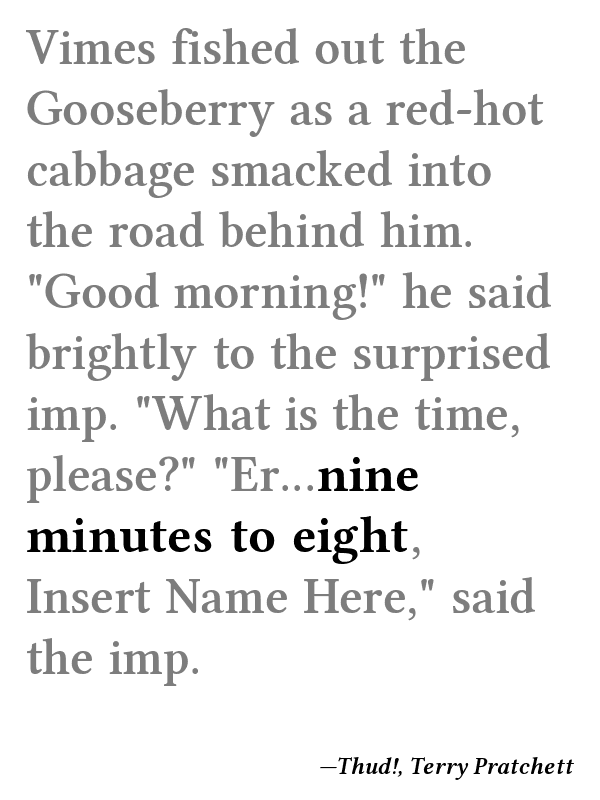 Vimes fished out the
Gooseberry as a red-hot
cabbage smacked into
the road behind him.
"Good morning!" he said
brightly to the surprised
imp. "What is the time,
please?" "Er...nine
minutes to eight,
Insert Name Here," said
the imp.
—Thud!, Terry Pratchett